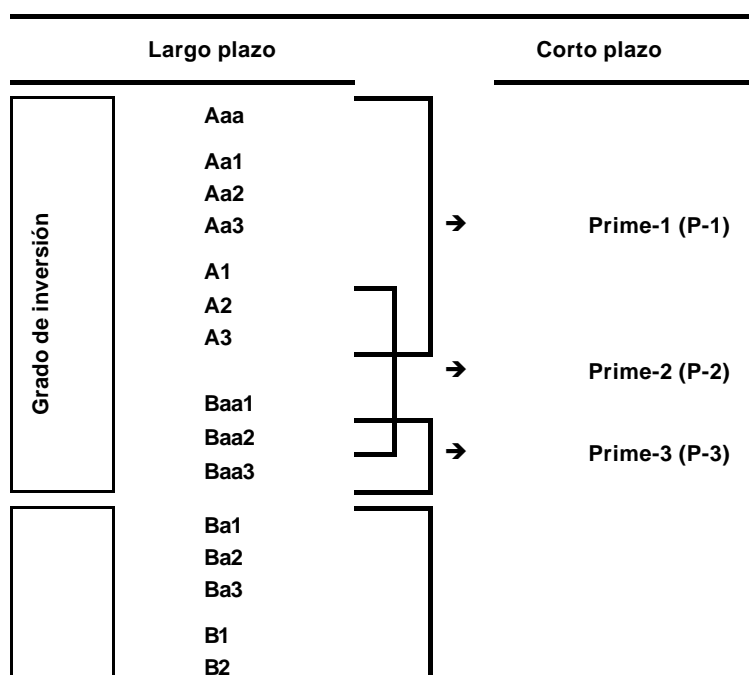 Largo plazo Corto plazo
Grado de inversión
Aaa
Aa1
Aa2
Aa3 ➔ Prime-1 (P-1)
A1
A2
A3
➔ Prime-2 (P-2)
Baa1
Baa2
➔ Prime-3 (P-3)
Baa3
Ba1
Ba2
Ba3
B1
B2